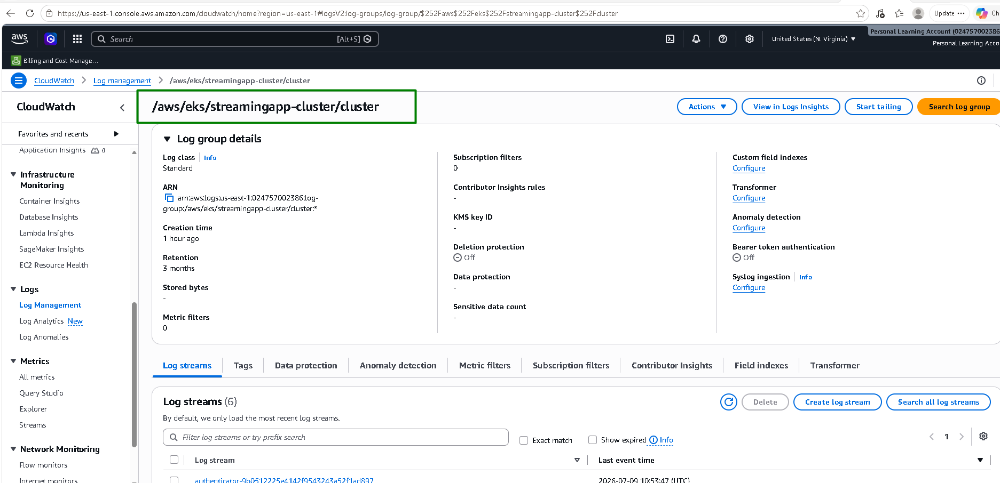 https://us-east-1.console.aws.amazon.com/cloudwatch/home?region=us-east-1#logsV2:log-groups/log-group/$252Faws$252Feks$252Fstreamingapp-cluster$252Fcluster
Update
Ch
aws
Search
[Alt+S]
United States (N. Virginia)
Personal Learning Account (024757002386
Personal Learning Acco
Billing and Cost Manage…
CloudWatch
Log management
/aws/eks/streamingapp-cluster/cluster
CloudWatch
Favorites and recents
Application Insights 0
Infrastructure
Monitoring
Container Insights
Database Insights
Lambda Insights
SageMaker Insights
EC2 Resource Health
Logs
Log Management
Log Analytics New
Log Anomalies
Metrics
All metrics
Query Studio
Explorer
Streams
Network Monitoring
Flow monitors
Internet monitors
/aws/eks/streamingapp-cluster/cluster
Actions
View in Logs Insights
Start tailing
Search log group
Log group details
Log class Info
Standard
ARN
arn:aws:logs:us-east-1:024757002386:log-
group:/aws/eks/streamingapp-cluster/cluster:*
Creation time
1 hour ago
Retention
3 months
Stored bytes
-
Metric filters
0
Subscription filters
0
Contributor Insights rules
-
KMS key ID
-
Deletion protection
Off
Data protection
-
Sensitive data count
-
Custom field indexes
Configure
Transformer
Configure
Anomaly detection
Configure
Bearer token authentication
Off
Syslog ingestion Info
Configure
Log streams
Tags
Data protection
Anomaly detection
Metric filters
Subscription filters
Contributor Insights
Field indexes
Transformer
Log streams (6)
Delete
Create log stream
Search all log streams
By default, we only load the most recent log streams.
Filter log streams or try prefix search
Exact match
Show expired Info
1
Log stream
Last event time
authenticator-9b0512225e4142f9543243a52f1ad897
2026-07-09 10:53:47 (UTC)